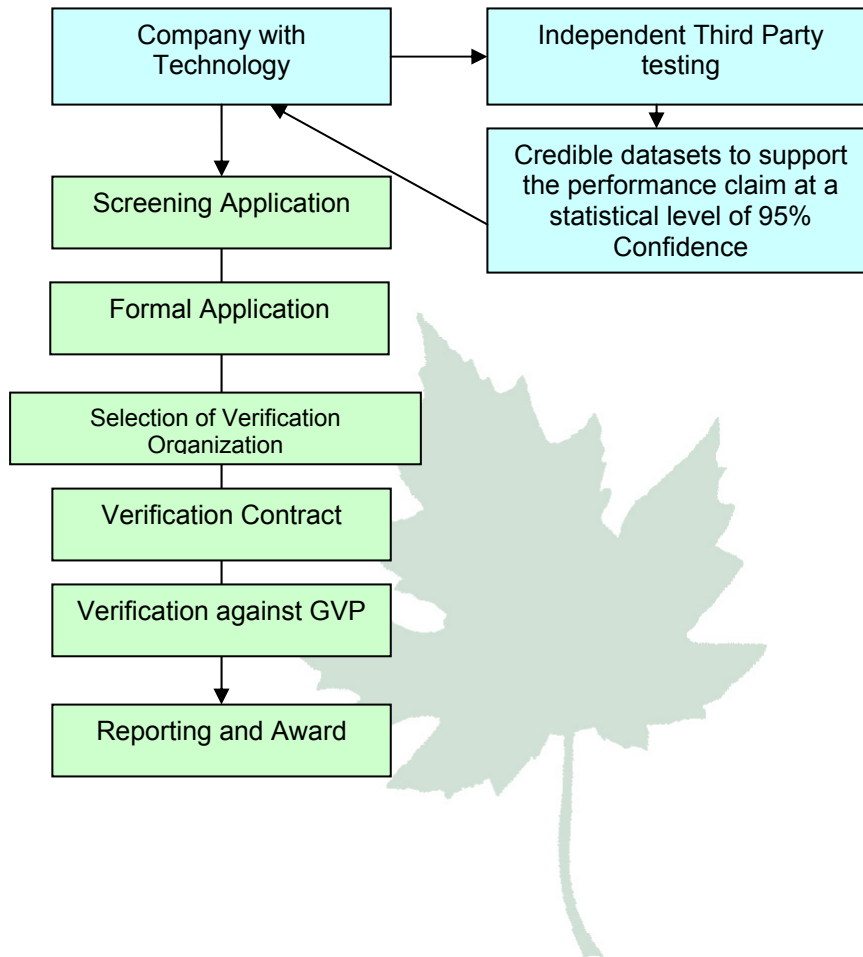 Company with
Technology
Independent Third Party
testing
Credible datasets to support
the performance claim at a
statistical level of 95%
Confidence
Screening Application
Formal Application
Selection of Verification
Organization
Verification Contract
Verification against GVP
Reporting and Award